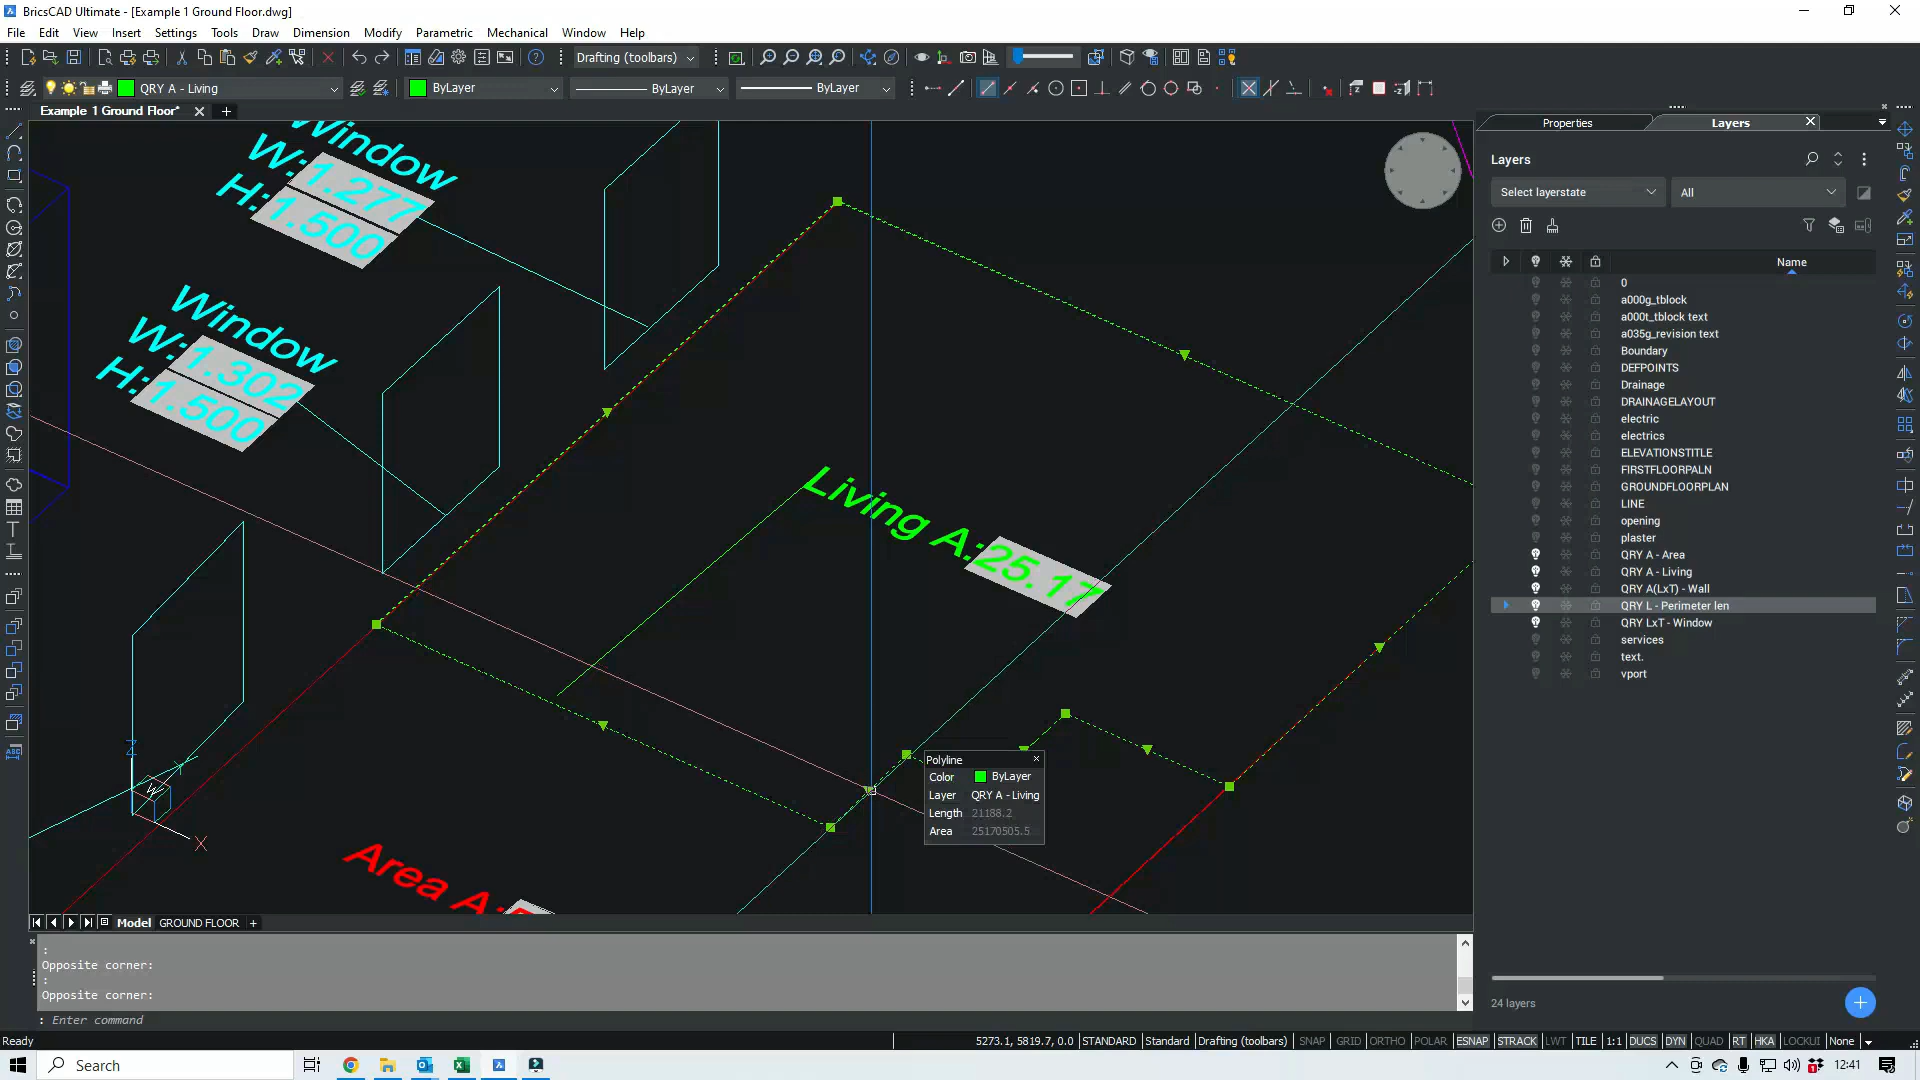 BricsCAD Ultimate - [Example 1 Ground Floor.dwg]
File Edit View Insert Settings Tools Draw Dimension Modify Parametric Mechanical Window Help
Drafting (toolbars)
QRY A - Living
ByLayer
ByLayer
ByLayer
Example 1 Ground Floor*
Window
W:1.277
H:1.500
Window
W:1.302
H:1.500
Living A:25.17
Area A:
Z
Y
X
W
Polyline
Color ByLayer
Layer QRY A - Living
Length 21188.2
Area 25170505.5
Properties
Layers
Layers
Select layerstate
All
Name
0
a000g_tblock
a000t_tblock text
a035g_revision text
Boundary
DEFPOINTS
Drainage
DRAINAGELAYOUT
electric
electrics
ELEVATIONSTITLE
FIRSTFLOORPALN
GROUNDFLOORPLAN
LINE
opening
plaster
QRY A - Area
QRY A - Living
QRY A(LxT) - Wall
QRY L - Perimeter len
QRY LxT - Window
services
text.
vport
24 layers
Model GROUND FLOOR
:
Opposite corner:
:
Opposite corner:
: Enter command
Ready
5273.1, 5819.7, 0.0 STANDARD Standard Drafting (toolbars) SNAP GRID ORTHO POLAR ESNAP STRACK LWT TILE 1:1 DUCS DYN QUAD RT HKA LOCKUI None
Search
12:41